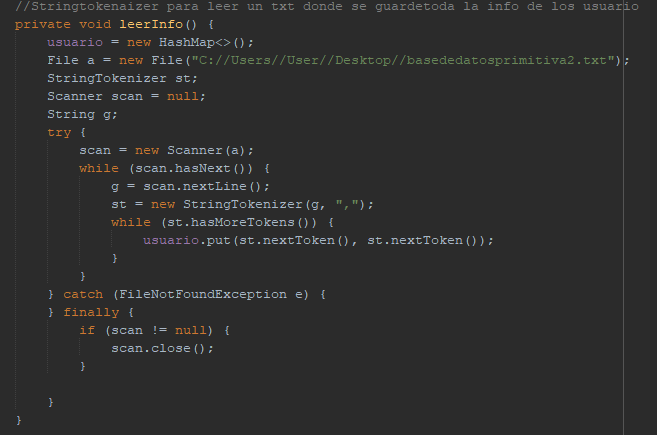 //Stringtokenaizer para leer un txt donde se guardetoda la info de los usuario
private void leerInfo() {
usuario = new HashMap<>();
File a = new File("C://Users//User//Desktop//basededatosprimitiva2.txt");
StringTokenizer st;
Scanner scan = null;
String g;
try {
scan = new Scanner(a);
while (scan.hasNext()) {
g = scan.nextLine();
st = new StringTokenizer(g, ",");
while (st.hasMoreTokens()) {
usuario.put(st.nextToken(), st.nextToken());
}
}
} catch (FileNotFoundException e) {
} finally {
if (scan != null) {
scan.close();
}
}
}